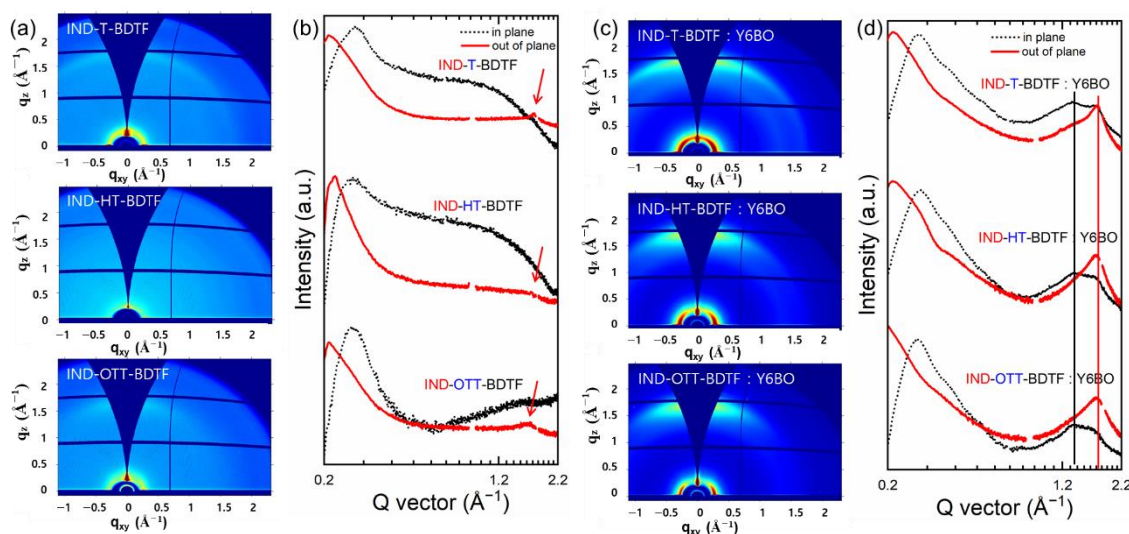 (a)
IND-T-BDTF
qz (Å⁻¹)
2
1.5
1
0.5
0
−1 −0.5 0 0.5 1 1.5 2
qxy (Å⁻¹)
IND-HT-BDTF
qz (Å⁻¹)
2
1.5
1
0.5
0
−1 −0.5 0 0.5 1 1.5 2
qxy (Å⁻¹)
IND-OTT-BDTF
qz (Å⁻¹)
2
1.5
1
0.5
0
−1 −0.5 0 0.5 1 1.5 2
qxy (Å⁻¹)
(b)
in plane
out of plane
IND-T-BDTF
IND-HT-BDTF
IND-OTT-BDTF
Intensity (a.u.)
0.2 1.2 2.2
Q vector (Å⁻¹)
(c)
IND-T-BDTF : Y6BO
qz (Å⁻¹)
2
1.5
1
0.5
0
−1 −0.5 0 0.5 1 1.5 2
qxy (Å⁻¹)
IND-HT-BDTF : Y6BO
qz (Å⁻¹)
2
1.5
1
0.5
0
−1 −0.5 0 0.5 1 1.5 2
qxy (Å⁻¹)
IND-OTT-BDTF : Y6BO
qz (Å⁻¹)
2
1.5
1
0.5
0
−1 −0.5 0 0.5 1 1.5 2
qxy (Å⁻¹)
(d)
in plane
out of plane
IND-T-BDTF : Y6BO
IND-HT-BDTF : Y6BO
IND-OTT-BDTF : Y6BO
Intensity (a.u.)
0.2 1.2 2.2
Q vector (Å⁻¹)